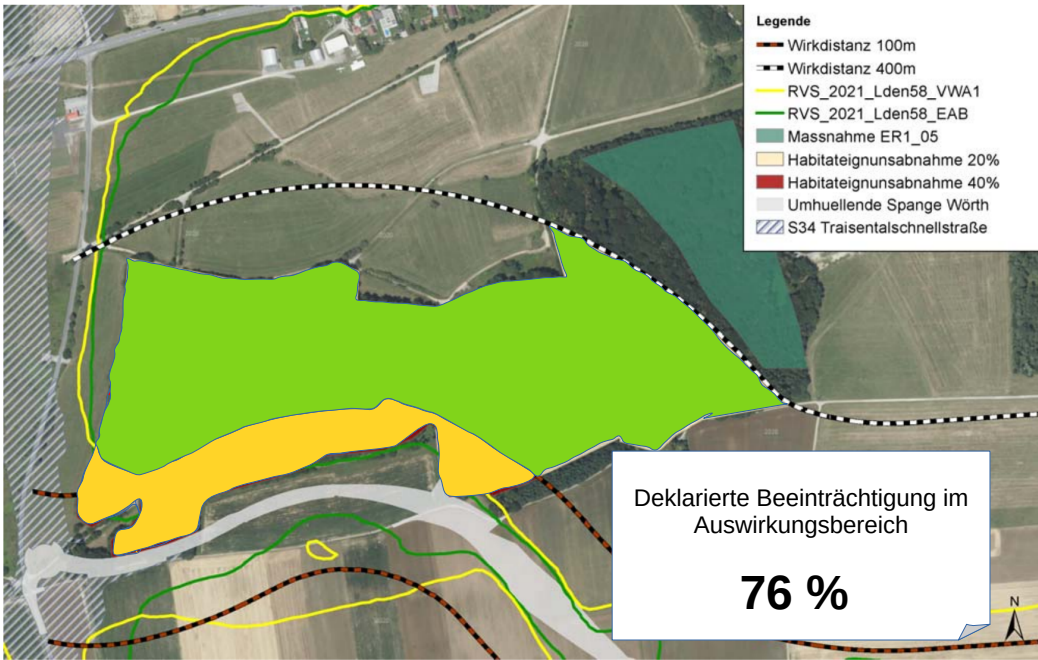 Legende
Wirkdistanz 100m
Wirkdistanz 400m
RVS_2021_Lden58_VWA1
RVS_2021_Lden58_EAB
Massnahme ER1_05
Habitateignunsabnahme 20%
Habitateignunsabnahme 40%
Umhuellende Spange Wörth
S34 Traisentalschnellstraße
Deklarierte Beeinträchtigung im
Auswirkungsbereich
76 %
N